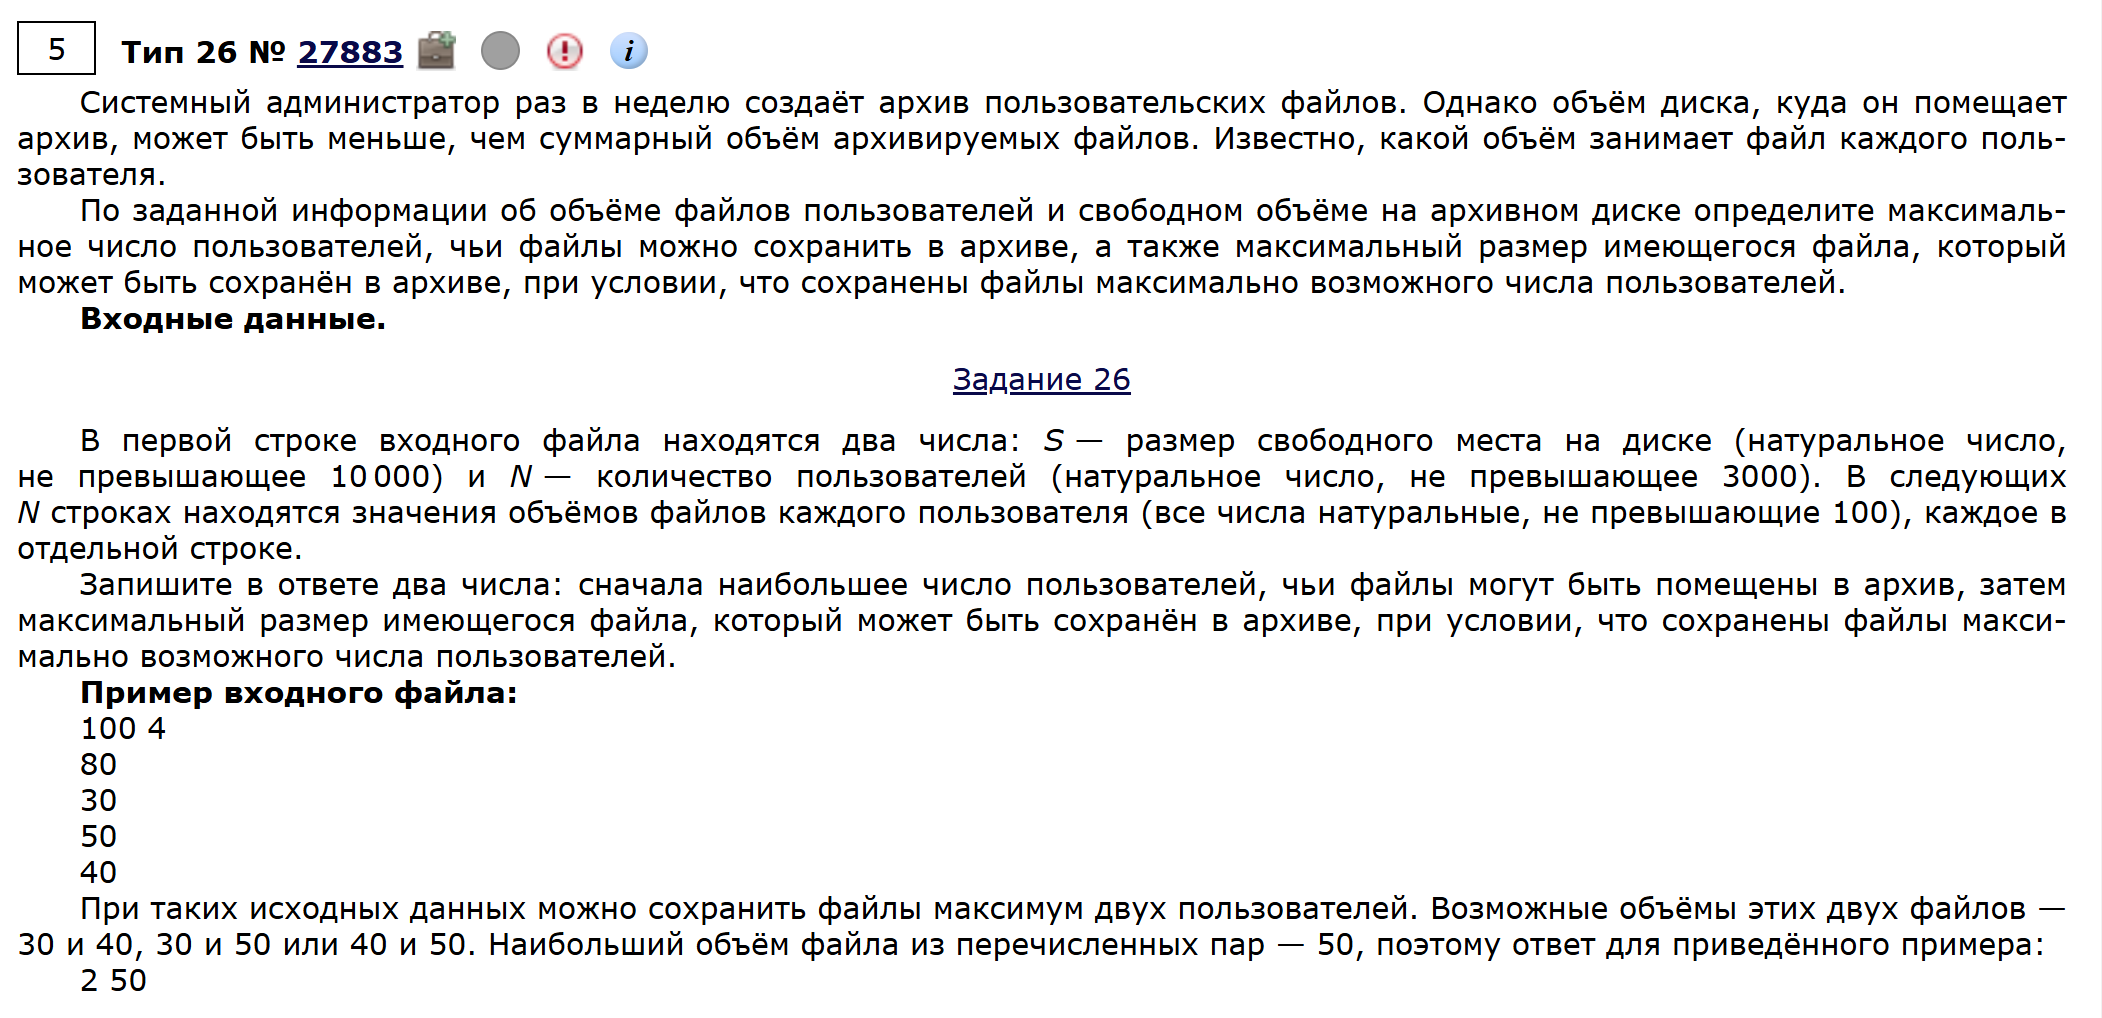 5 Тип 26 № 27883
Системный администратор раз в неделю создаёт архив пользовательских файлов. Однако объём диска, куда он помещает
архив, может быть меньше, чем суммарный объём архивируемых файлов. Известно, какой объём занимает файл каждого поль-
зователя.
По заданной информации об объёме файлов пользователей и свободном объёме на архивном диске определите максималь-
ное число пользователей, чьи файлы можно сохранить в архиве, а также максимальный размер имеющегося файла, который
может быть сохранён в архиве, при условии, что сохранены файлы максимально возможного числа пользователей.
Входные данные.
Задание 26
В первой строке входного файла находятся два числа: S — размер свободного места на диске (натуральное число,
не превышающее 10 000) и N — количество пользователей (натуральное число, не превышающее 3000). В следующих
N строках находятся значения объёмов файлов каждого пользователя (все числа натуральные, не превышающие 100), каждое в
отдельной строке.
Запишите в ответе два числа: сначала наибольшее число пользователей, чьи файлы могут быть помещены в архив, затем
максимальный размер имеющегося файла, который может быть сохранён в архиве, при условии, что сохранены файлы макси-
мально возможного числа пользователей.
Пример входного файла:
100 4
80
30
50
40
При таких исходных данных можно сохранить файлы максимум двух пользователей. Возможные объёмы этих двух файлов —
30 и 40, 30 и 50 или 40 и 50. Наибольший объём файла из перечисленных пар — 50, поэтому ответ для приведённого примера:
2 50